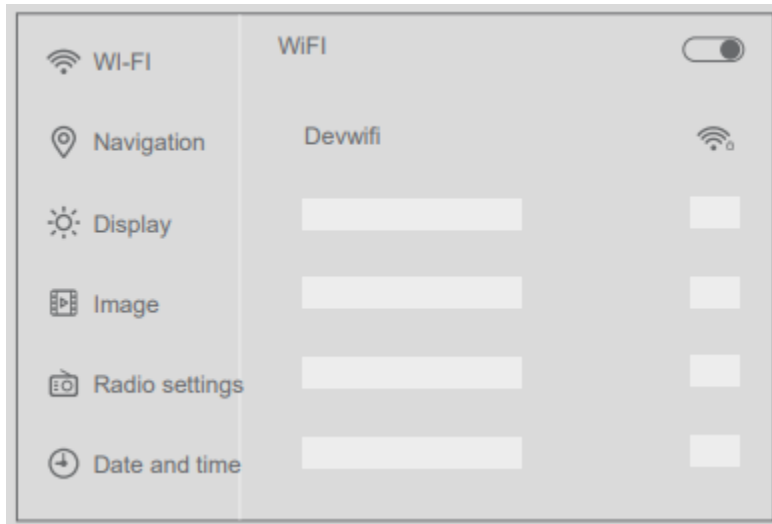 WI-FI
Navigation
Display
Image
Radio settings
Date and time
WiFI
Devwifi